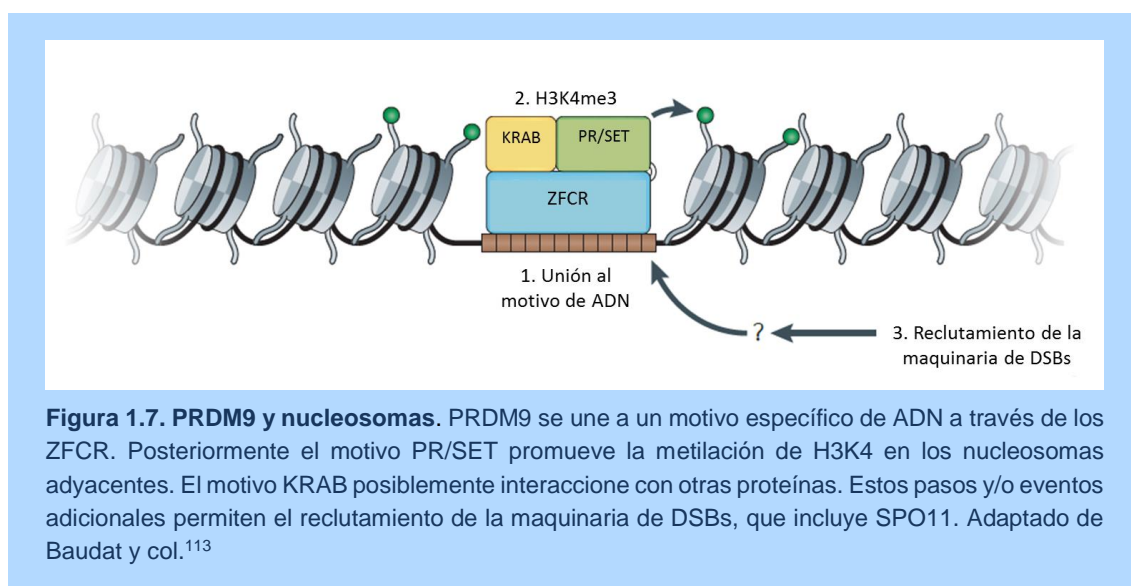 2. H3K4me3
KRAB
PR/SET
ZFCR
1. Unión al
motivo de ADN
?
3. Reclutamiento de la
maquinaria de DSBs
Figura 1.7. PRDM9 y nucleosomas. PRDM9 se une a un motivo específico de ADN a través de los
ZFCR. Posteriormente el motivo PR/SET promueve la metilación de H3K4 en los nucleosomas
adyacentes. El motivo KRAB posiblemente interaccione con otras proteínas. Estos pasos y/o eventos
adicionales permiten el reclutamiento de la maquinaria de DSBs, que incluye SPO11. Adaptado de
Baudat y col.113